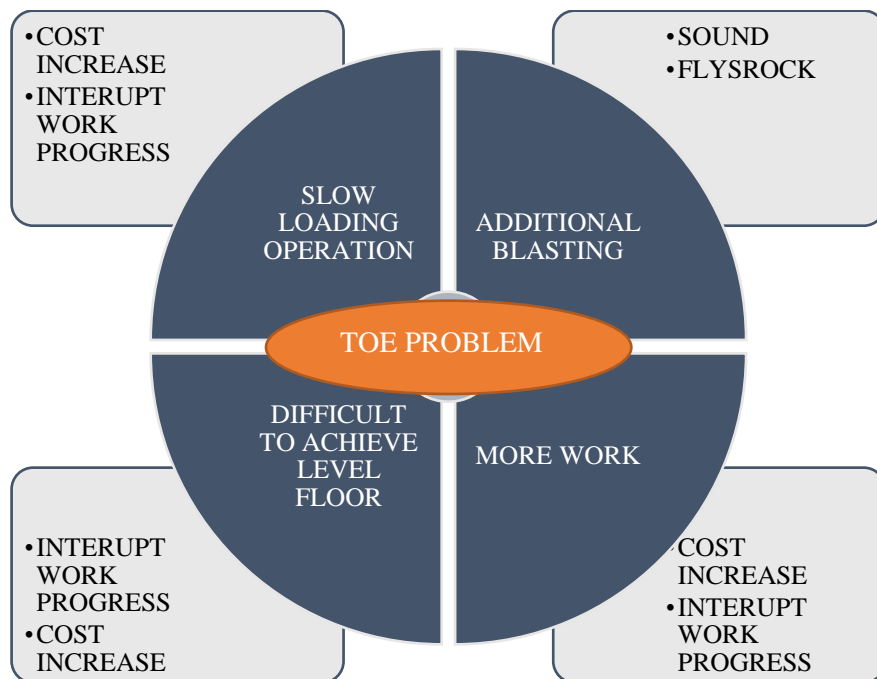 •COST
INCREASE
•INTERUPT
WORK
PROGRESS
•SOUND
•FLYSROCK
SLOW
LOADING
OPERATION
ADDITIONAL
BLASTING
TOE PROBLEM
DIFFICULT
TO ACHIEVE
LEVEL
FLOOR
MORE WORK
•INTERUPT
WORK
PROGRESS
•COST
INCREASE
•COST
INCREASE
•INTERUPT
WORK
PROGRESS